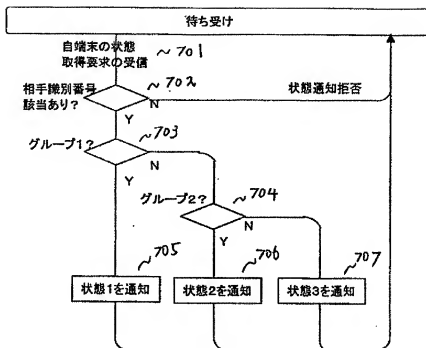 待ち受け
自端末の状態
取得要求の受信
701
相手識別番号
該当あり?
702
N
状態通知拒否
Y
グループ1?
703
N
Y
グループ2?
704
N
Y
705
706
707
状態1を通知
状態2を通知
状態3を通知